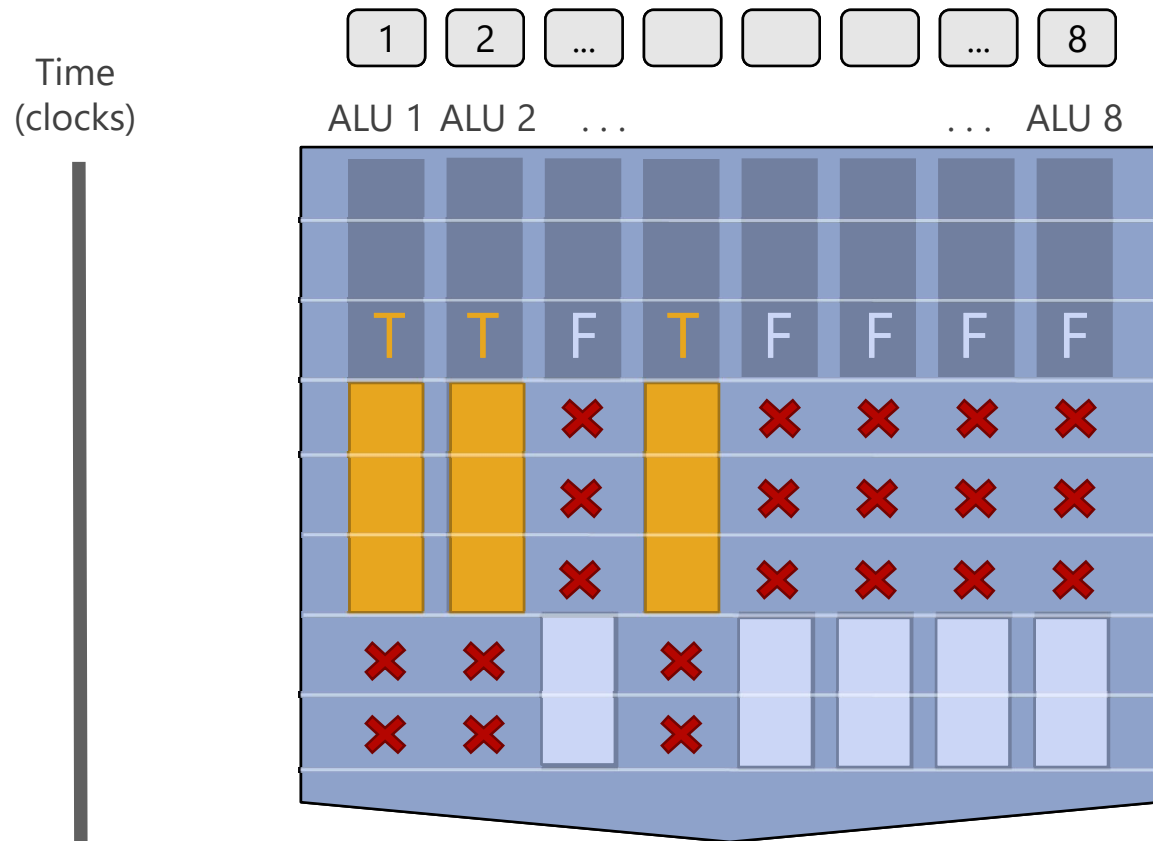 1 2 ... ... 8
Time
(clocks)
ALU 1 ALU 2 . . . . . . ALU 8
T T F T F F F F